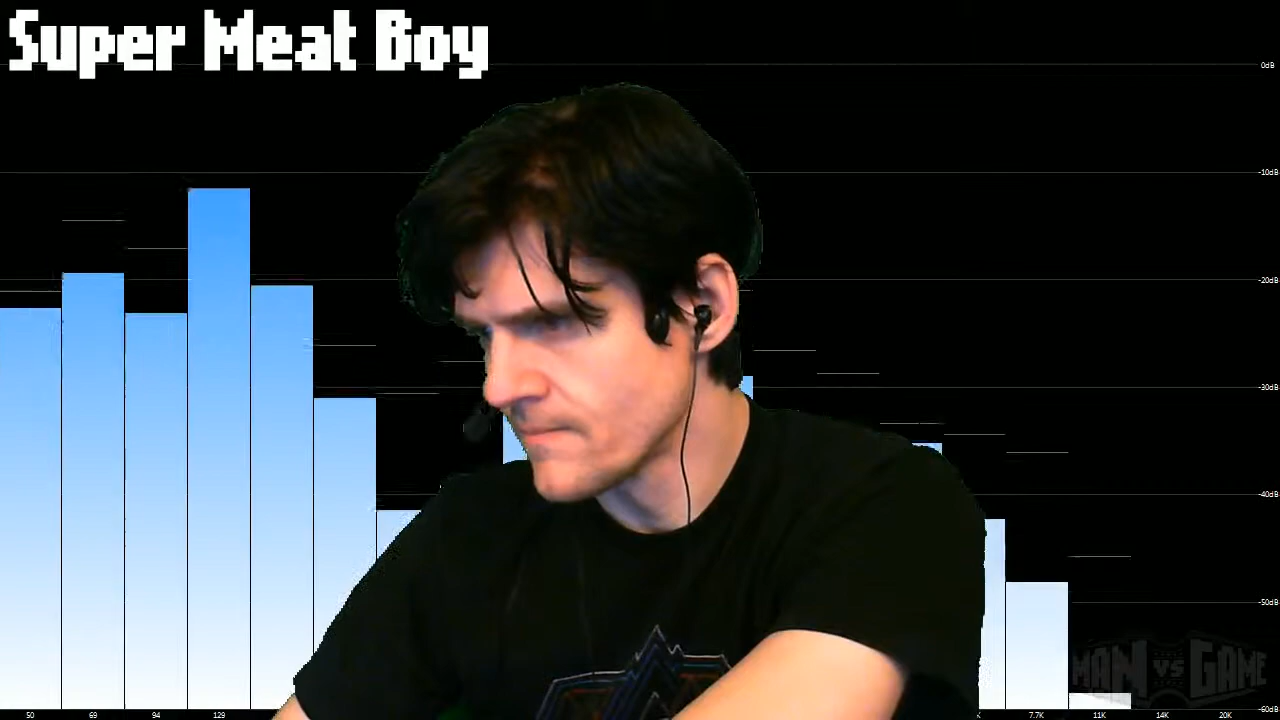 Super Meat Boy
0dB
-10dB
-20dB
-30dB
-40dB
-50dB
MAN VS GAME
-60dB
50 69 94 129 7.7K 11K 14K 20K